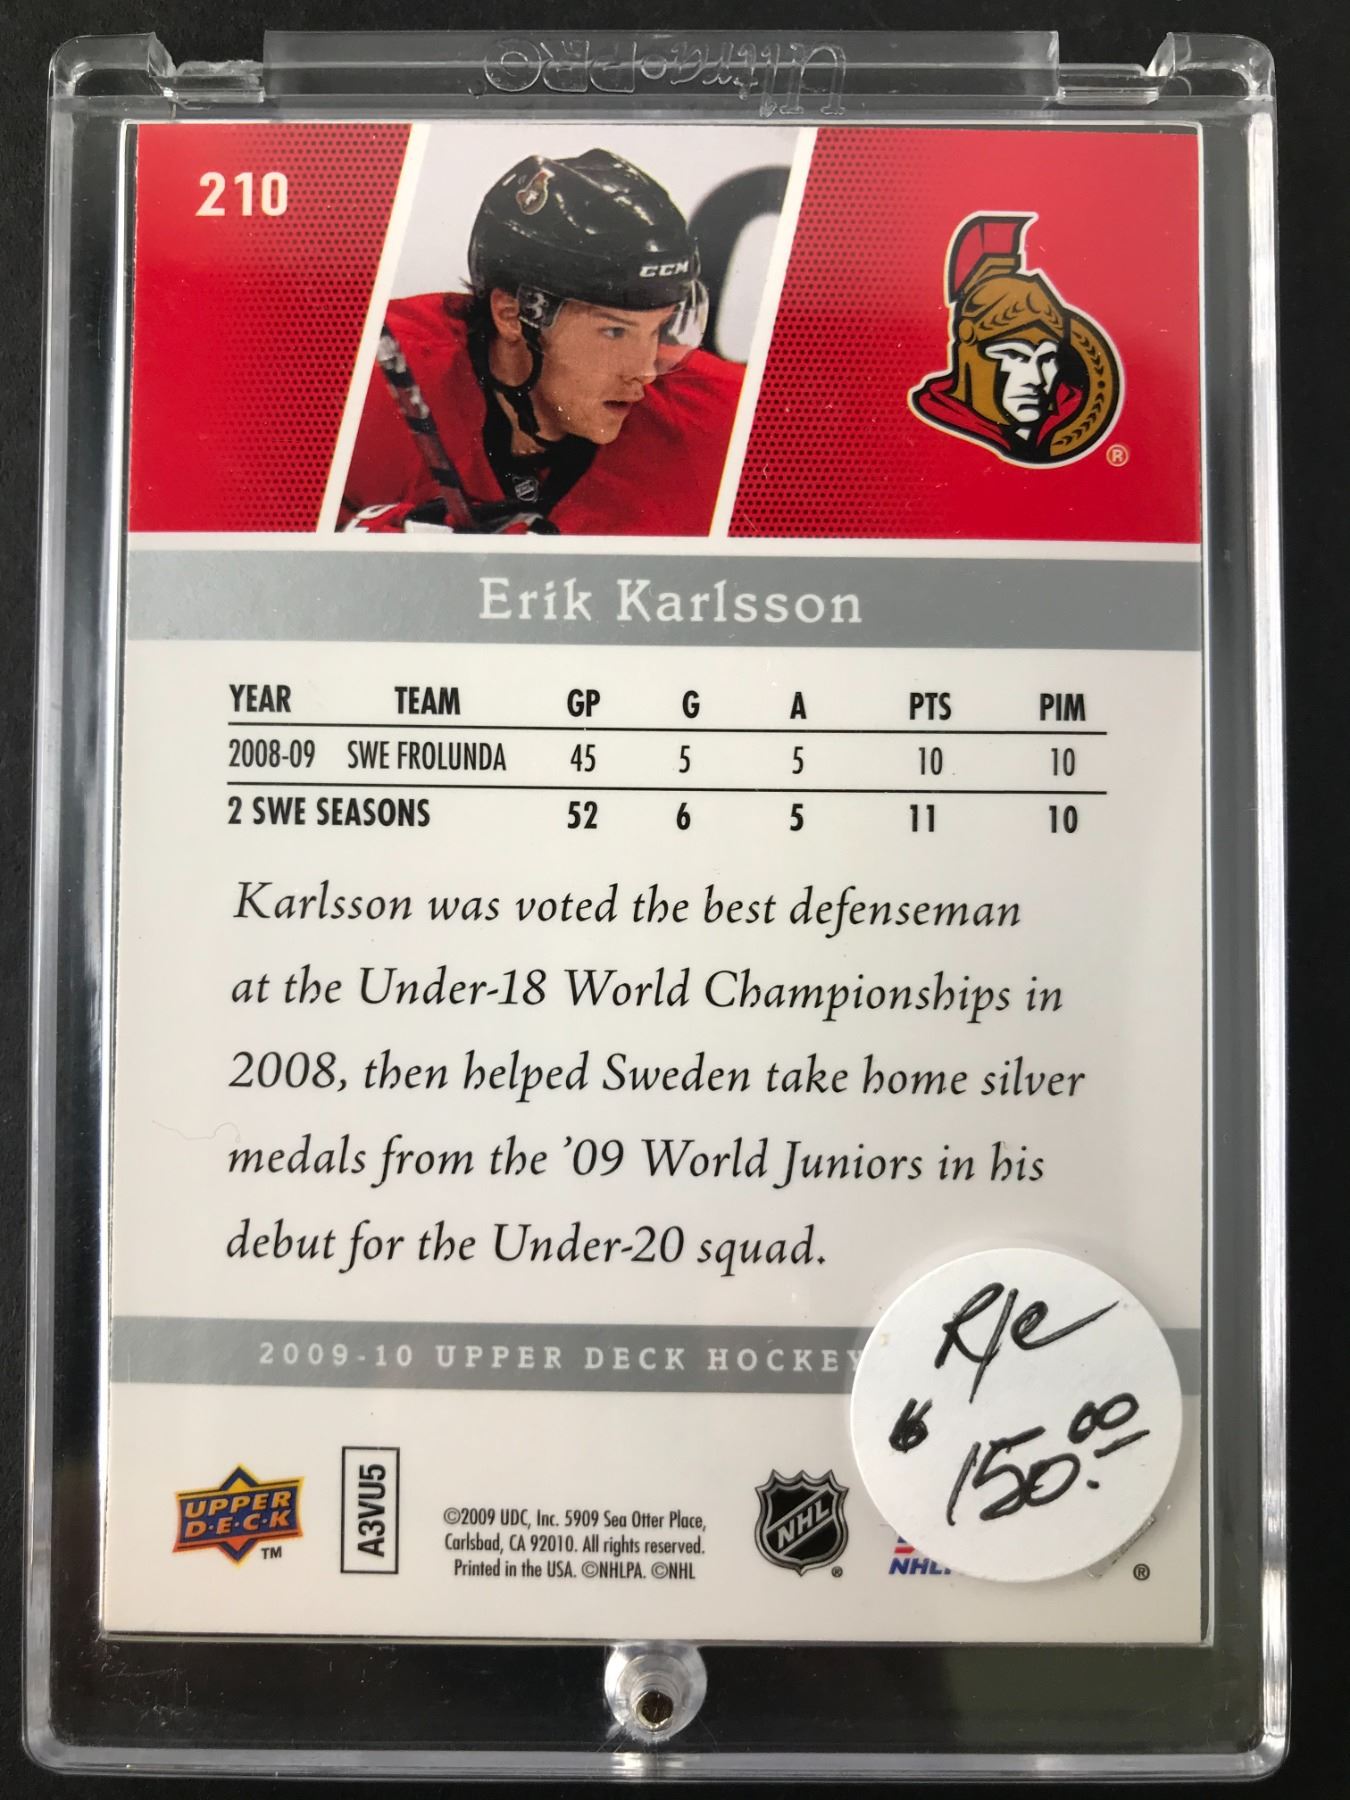 UltraPRO
210
CCM
Erik Karlsson
YEAR TEAM GP G A PTS PIM
2008-09 SWE FROLUNDA 45 5 5 10 10
2 SWE SEASONS 52 6 5 11 10
Karlsson was voted the best defenseman
at the Under-18 World Championships in
2008, then helped Sweden take home silver
medals from the '09 World Juniors in his
debut for the Under-20 squad.
2009-10 UPPER DECK HOCKEY
R/C
150.00
UPPER
D·E·C·K
TM
A3VU5
©2009 UDC, Inc. 5909 Sea Otter Place,
Carlsbad, CA 92010. All rights reserved.
Printed in the USA. ©NHLPA. ©NHL
NHL
®
NHL
®
®